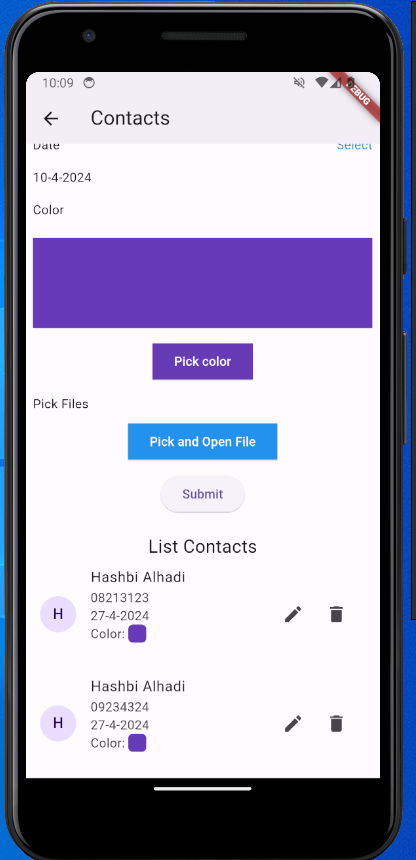 10:09
DEBUG
Contacts
Date
Select
10-4-2024
Color
Pick color
Pick Files
Pick and Open File
Submit
List Contacts
Hashbi Alhadi
H
08213123
27-4-2024
Color:
Hashbi Alhadi
H
09234324
27-4-2024
Color: